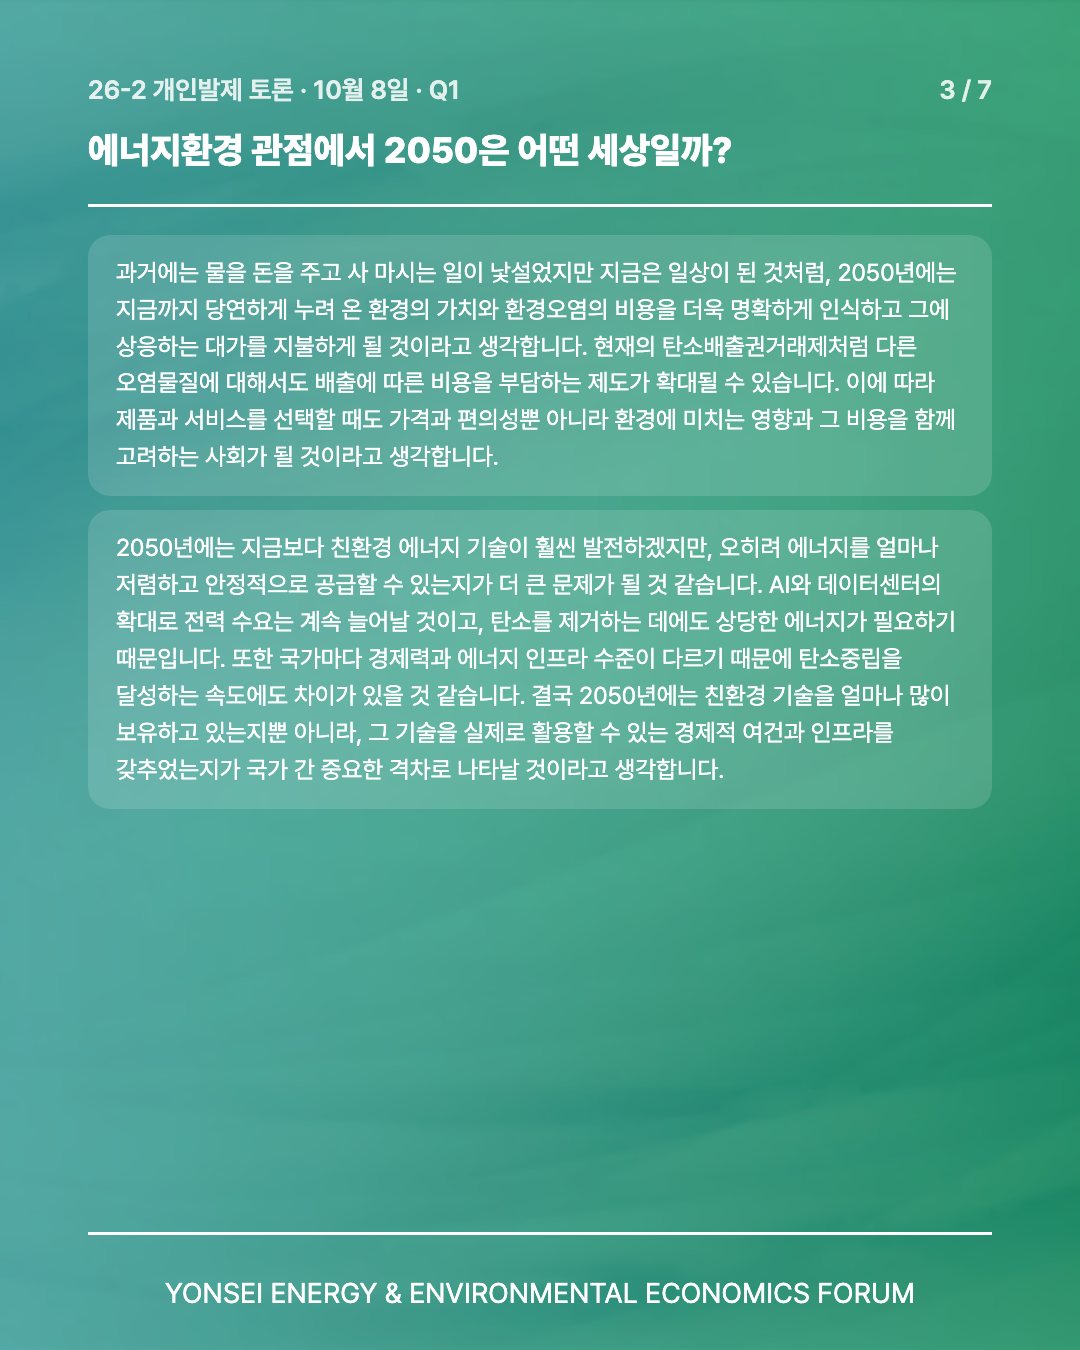 26-2 개인발제 토론 · 10월 8일 · Q1
3 / 7
에너지환경 관점에서 2050은 어떤 세상일까?
과거에는 물을 돈을 주고 사 마시는 일이 낯설었지만 지금은 일상이 된 것처럼, 2050년에는
지금까지 당연하게 누려 온 환경의 가치와 환경오염의 비용을 더욱 명확하게 인식하고 그에
상응하는 대가를 지불하게 될 것이라고 생각합니다. 현재의 탄소배출권거래제처럼 다른
오염물질에 대해서도 배출에 따른 비용을 부담하는 제도가 확대될 수 있습니다. 이에 따라
제품과 서비스를 선택할 때도 가격과 편의성뿐 아니라 환경에 미치는 영향과 그 비용을 함께
고려하는 사회가 될 것이라고 생각합니다.
2050년에는 지금보다 친환경 에너지 기술이 훨씬 발전하겠지만, 오히려 에너지를 얼마나
저렴하고 안정적으로 공급할 수 있는지가 더 큰 문제가 될 것 같습니다. AI와 데이터센터의
확대로 전력 수요는 계속 늘어날 것이고, 탄소를 제거하는 데에도 상당한 에너지가 필요하기
때문입니다. 또한 국가마다 경제력과 에너지 인프라 수준이 다르기 때문에 탄소중립을
달성하는 속도에도 차이가 있을 것 같습니다. 결국 2050년에는 친환경 기술을 얼마나 많이
보유하고 있는지뿐 아니라, 그 기술을 실제로 활용할 수 있는 경제적 여건과 인프라를
갖추었는지가 국가 간 중요한 격차로 나타날 것이라고 생각합니다.
YONSEI ENERGY & ENVIRONMENTAL ECONOMICS FORUM